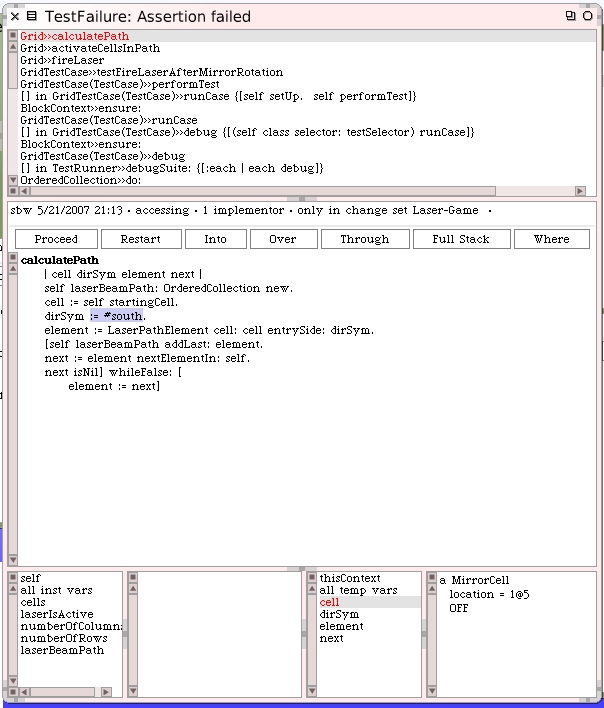 TestFailure: Assertion failed
Grid>>calculatePath
Grid>>activateCellsInPath
Grid>>fireLaser
GridTestCase>>testFireLaserAfterMirrorRotation
GridTestCase(TestCase)>>performTest
[] in GridTestCase(TestCase)>>runCase {[self setUp. self performTest]}
BlockContext>>ensure:
GridTestCase(TestCase)>>runCase
[] in GridTestCase(TestCase)>>debug {[(self class selector: testSelector) runCase]}
BlockContext>>ensure:
GridTestCase(TestCase)>>debug
[] in TestRunner>>debugSuite: {[:each | each debug]}
OrderedCollection>>do:
sbw 5/21/2007 21:13 · accessing · 1 implementor · only in change set Laser-Game ·
Proceed Restart Into Over Through Full Stack Where
calculatePath
| cell dirSym element next |
self laserBeamPath: OrderedCollection new.
cell := self startingCell.
dirSym := #south.
element := LaserPathElement cell: cell entrySide: dirSym.
[self laserBeamPath addLast: element.
next := element nextElementIn: self.
next isNil] whileFalse: [
element := next]
self
all inst vars
cells
laserIsActive
numberOfColumns
numberOfRows
laserBeamPath
thisContext
all temp vars
cell
dirSym
element
next
a MirrorCell
location = 1@5
OFF